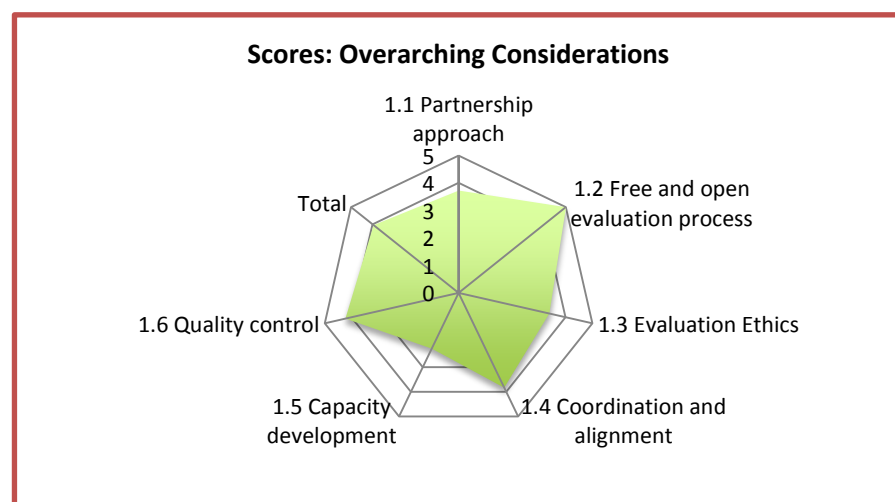 Scores: Overarching Considerations
1.1 Partnership
approach
5
4
3
2
1
0
1.2 Free and open
evaluation process
1.3 Evaluation Ethics
1.4 Coordination and
alignment
1.5 Capacity
development
1.6 Quality control
Total